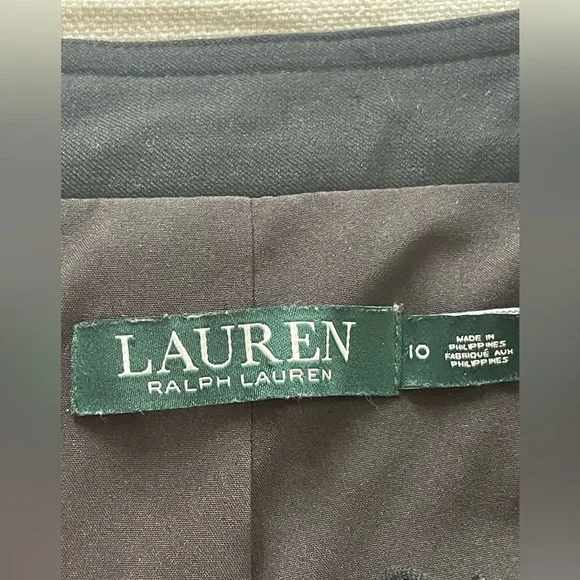 LAUREN
RALPH LAUREN
10
MADE IN
PHILIPPINES
FABRIQUÉ AUX
PHILIPPINES